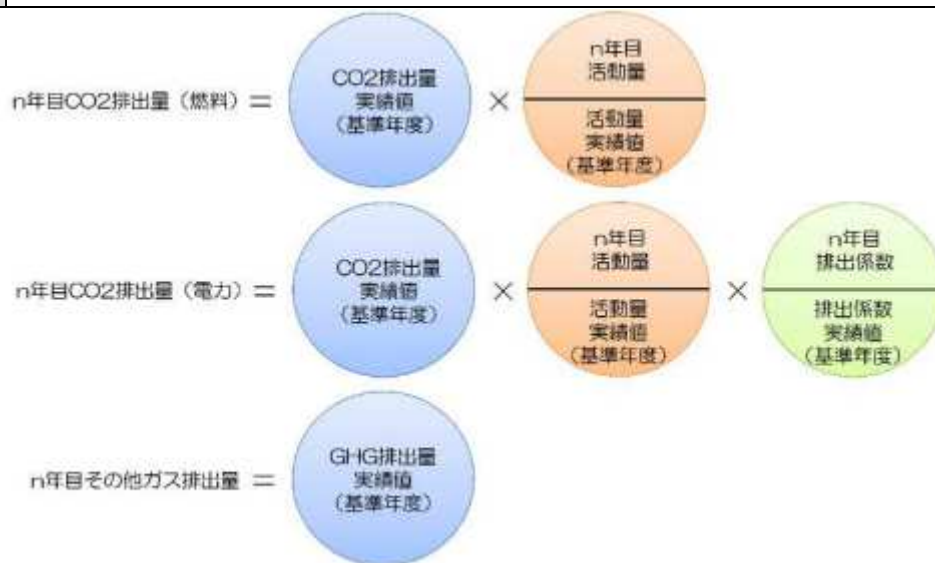 n年目CO2排出量（燃料）＝
CO2排出量
実績値
（基準年度）
×
n年目
活動量
活動量
実績値
（基準年度）
n年目CO2排出量（電力）＝
CO2排出量
実績値
（基準年度）
×
n年目
活動量
活動量
実績値
（基準年度）
×
n年目
排出係数
排出係数
実績値
（基準年度）
n年目その他ガス排出量 ＝
GHG排出量
実績値
（基準年度）